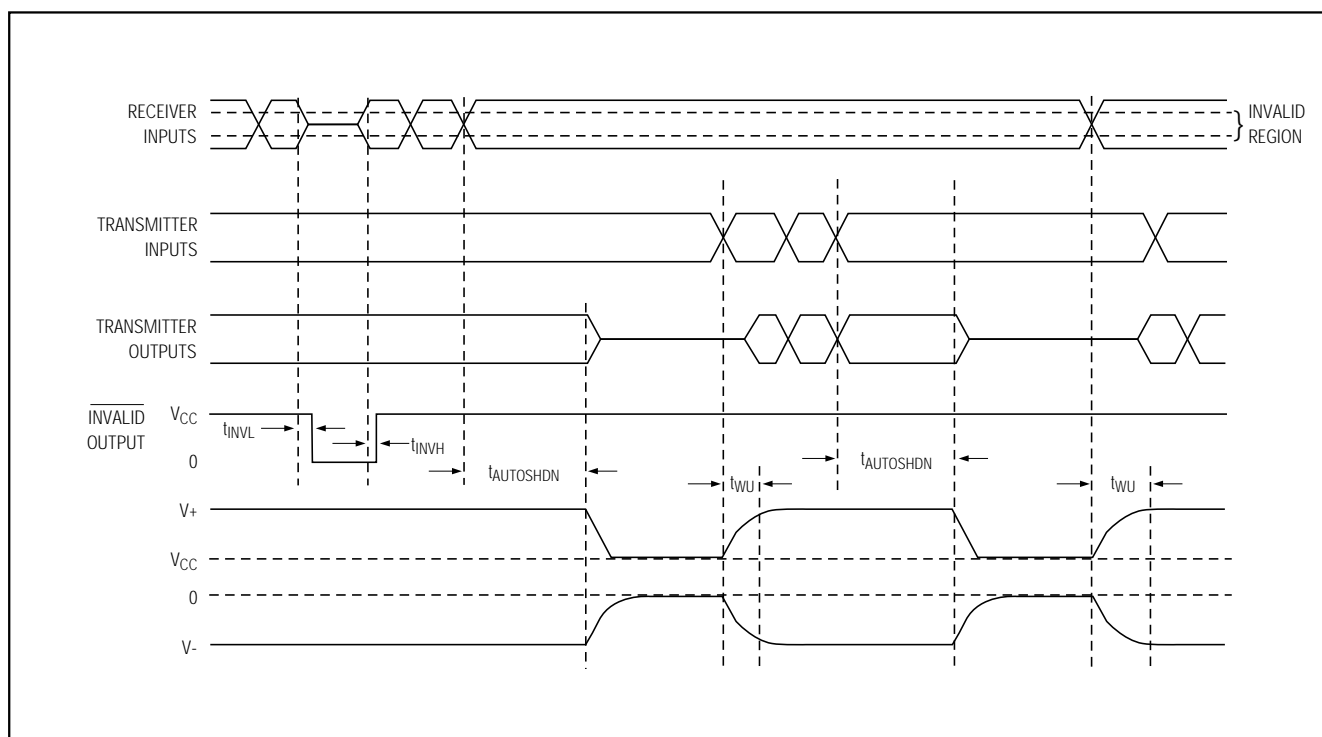 RECEIVER
INPUTS
INVALID
REGION
TRANSMITTER
INPUTS
TRANSMITTER
OUTPUTS
INVALID
OUTPUT
VCC
0
tINVL
tINVH
tAUTOSHDN
tWU
tAUTOSHDN
tWU
V+
VCC
0
V-